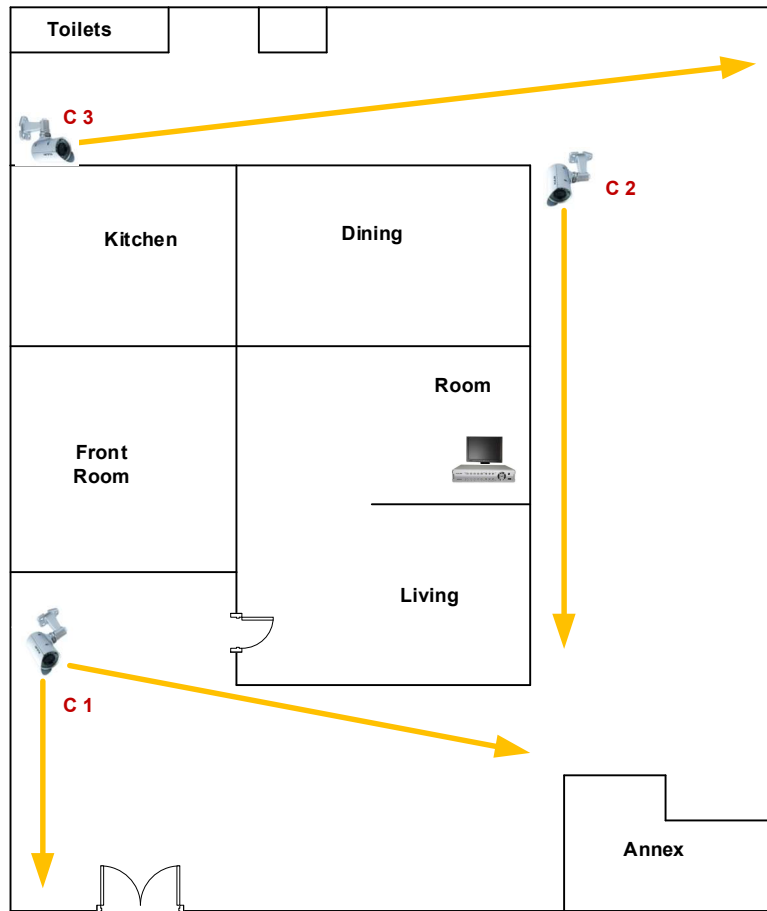 Toilets
C 3
C 2
Kitchen
Dining
Room
Front
Room
Living
C 1
Annex